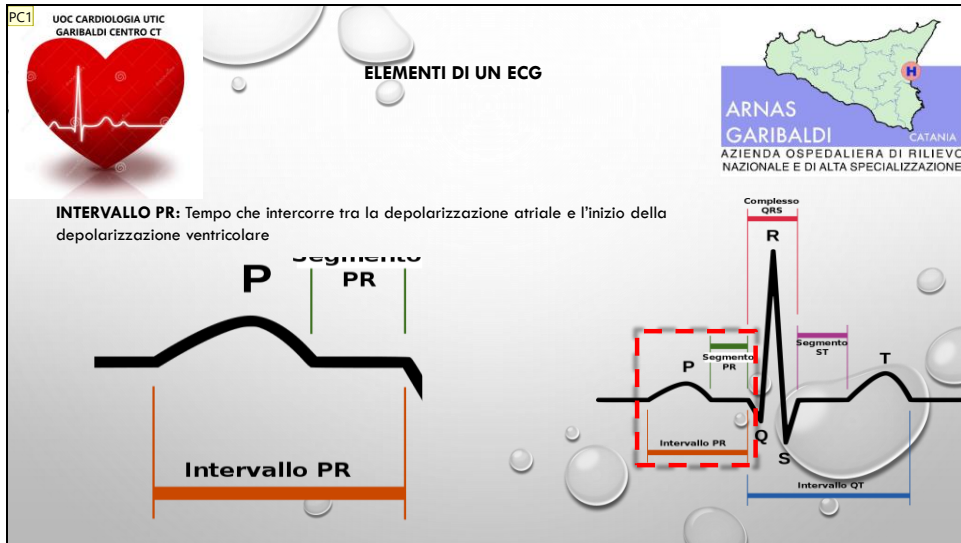 PC1
UOC CARDIOLOGIA UTIC
GARIBALDI CENTRO CT
ELEMENTI DI UN ECG
ARNAS
GARIBALDI
CATANIA
H
AZIENDA OSPEDALIERA DI RILIEVO
NAZIONALE E DI ALTA SPECIALIZZAZIONE
INTERVALLO PR: Tempo che intercorre tra la depolarizzazione atriale e l'inizio della
depolarizzazione ventricolare
P
Segmento
PR
Intervallo PR
Complesso
QRS
R
Segmento
ST
P
Segmento
PR
T
Q
S
Intervallo PR
Intervallo QT